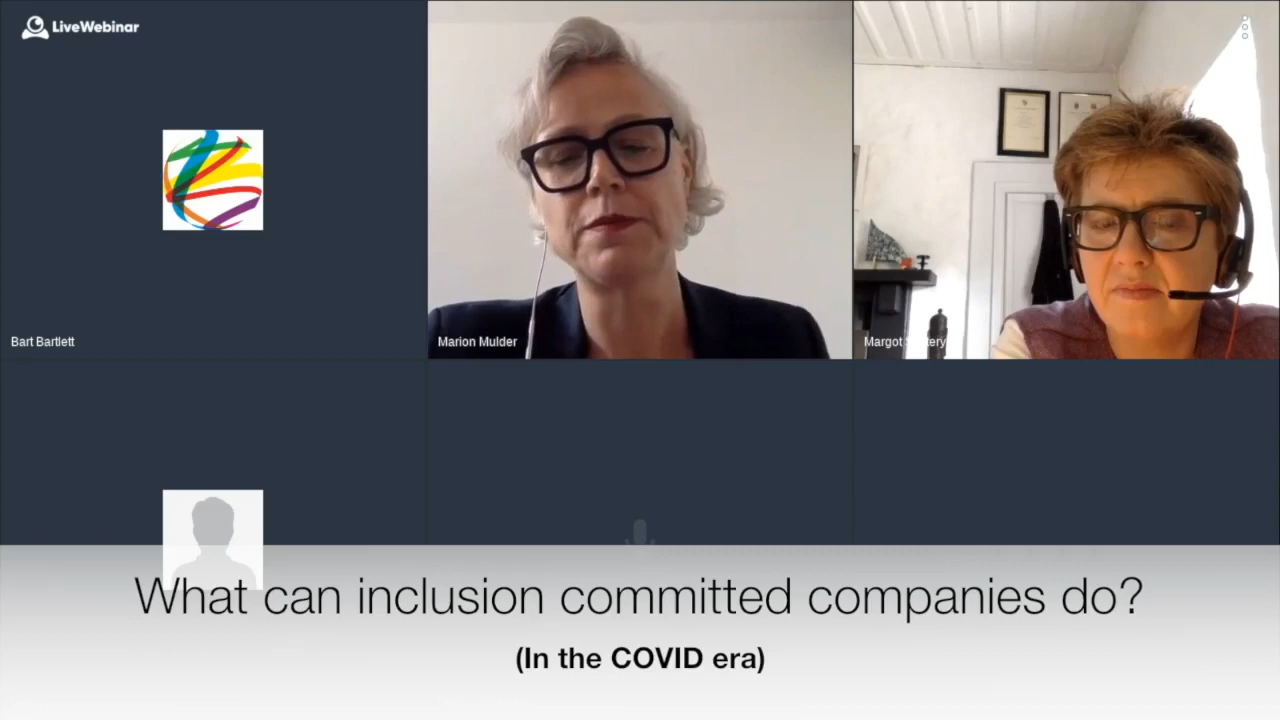 LiveWebinar
Bart Bartlett
Marion Mulder
Margot
What can inclusion committed companies do?
(In the COVID era)